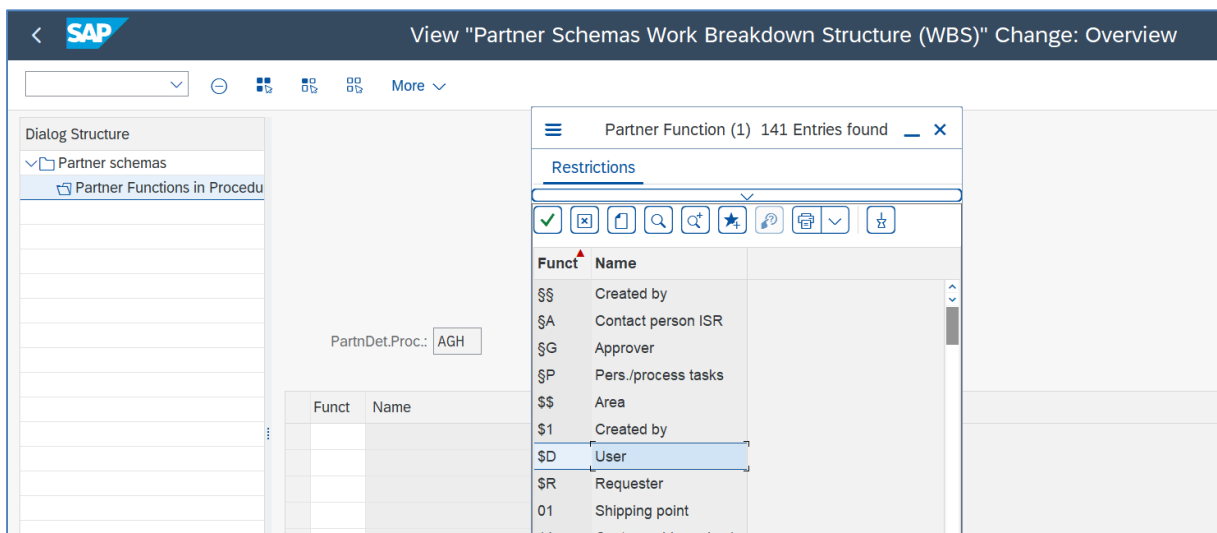 SAP
View "Partner Schemas Work Breakdown Structure (WBS)" Change: Overview
More
Dialog Structure
Partner schemas
Partner Functions in Procedu
PartnDet.Proc.: AGH
Funct Name
Partner Function (1) 141 Entries found
Restrictions
Funct Name
§§ Created by
§A Contact person ISR
§G Approver
§P Pers./process tasks
$$ Area
$1 Created by
$D User
$R Requester
01 Shipping point